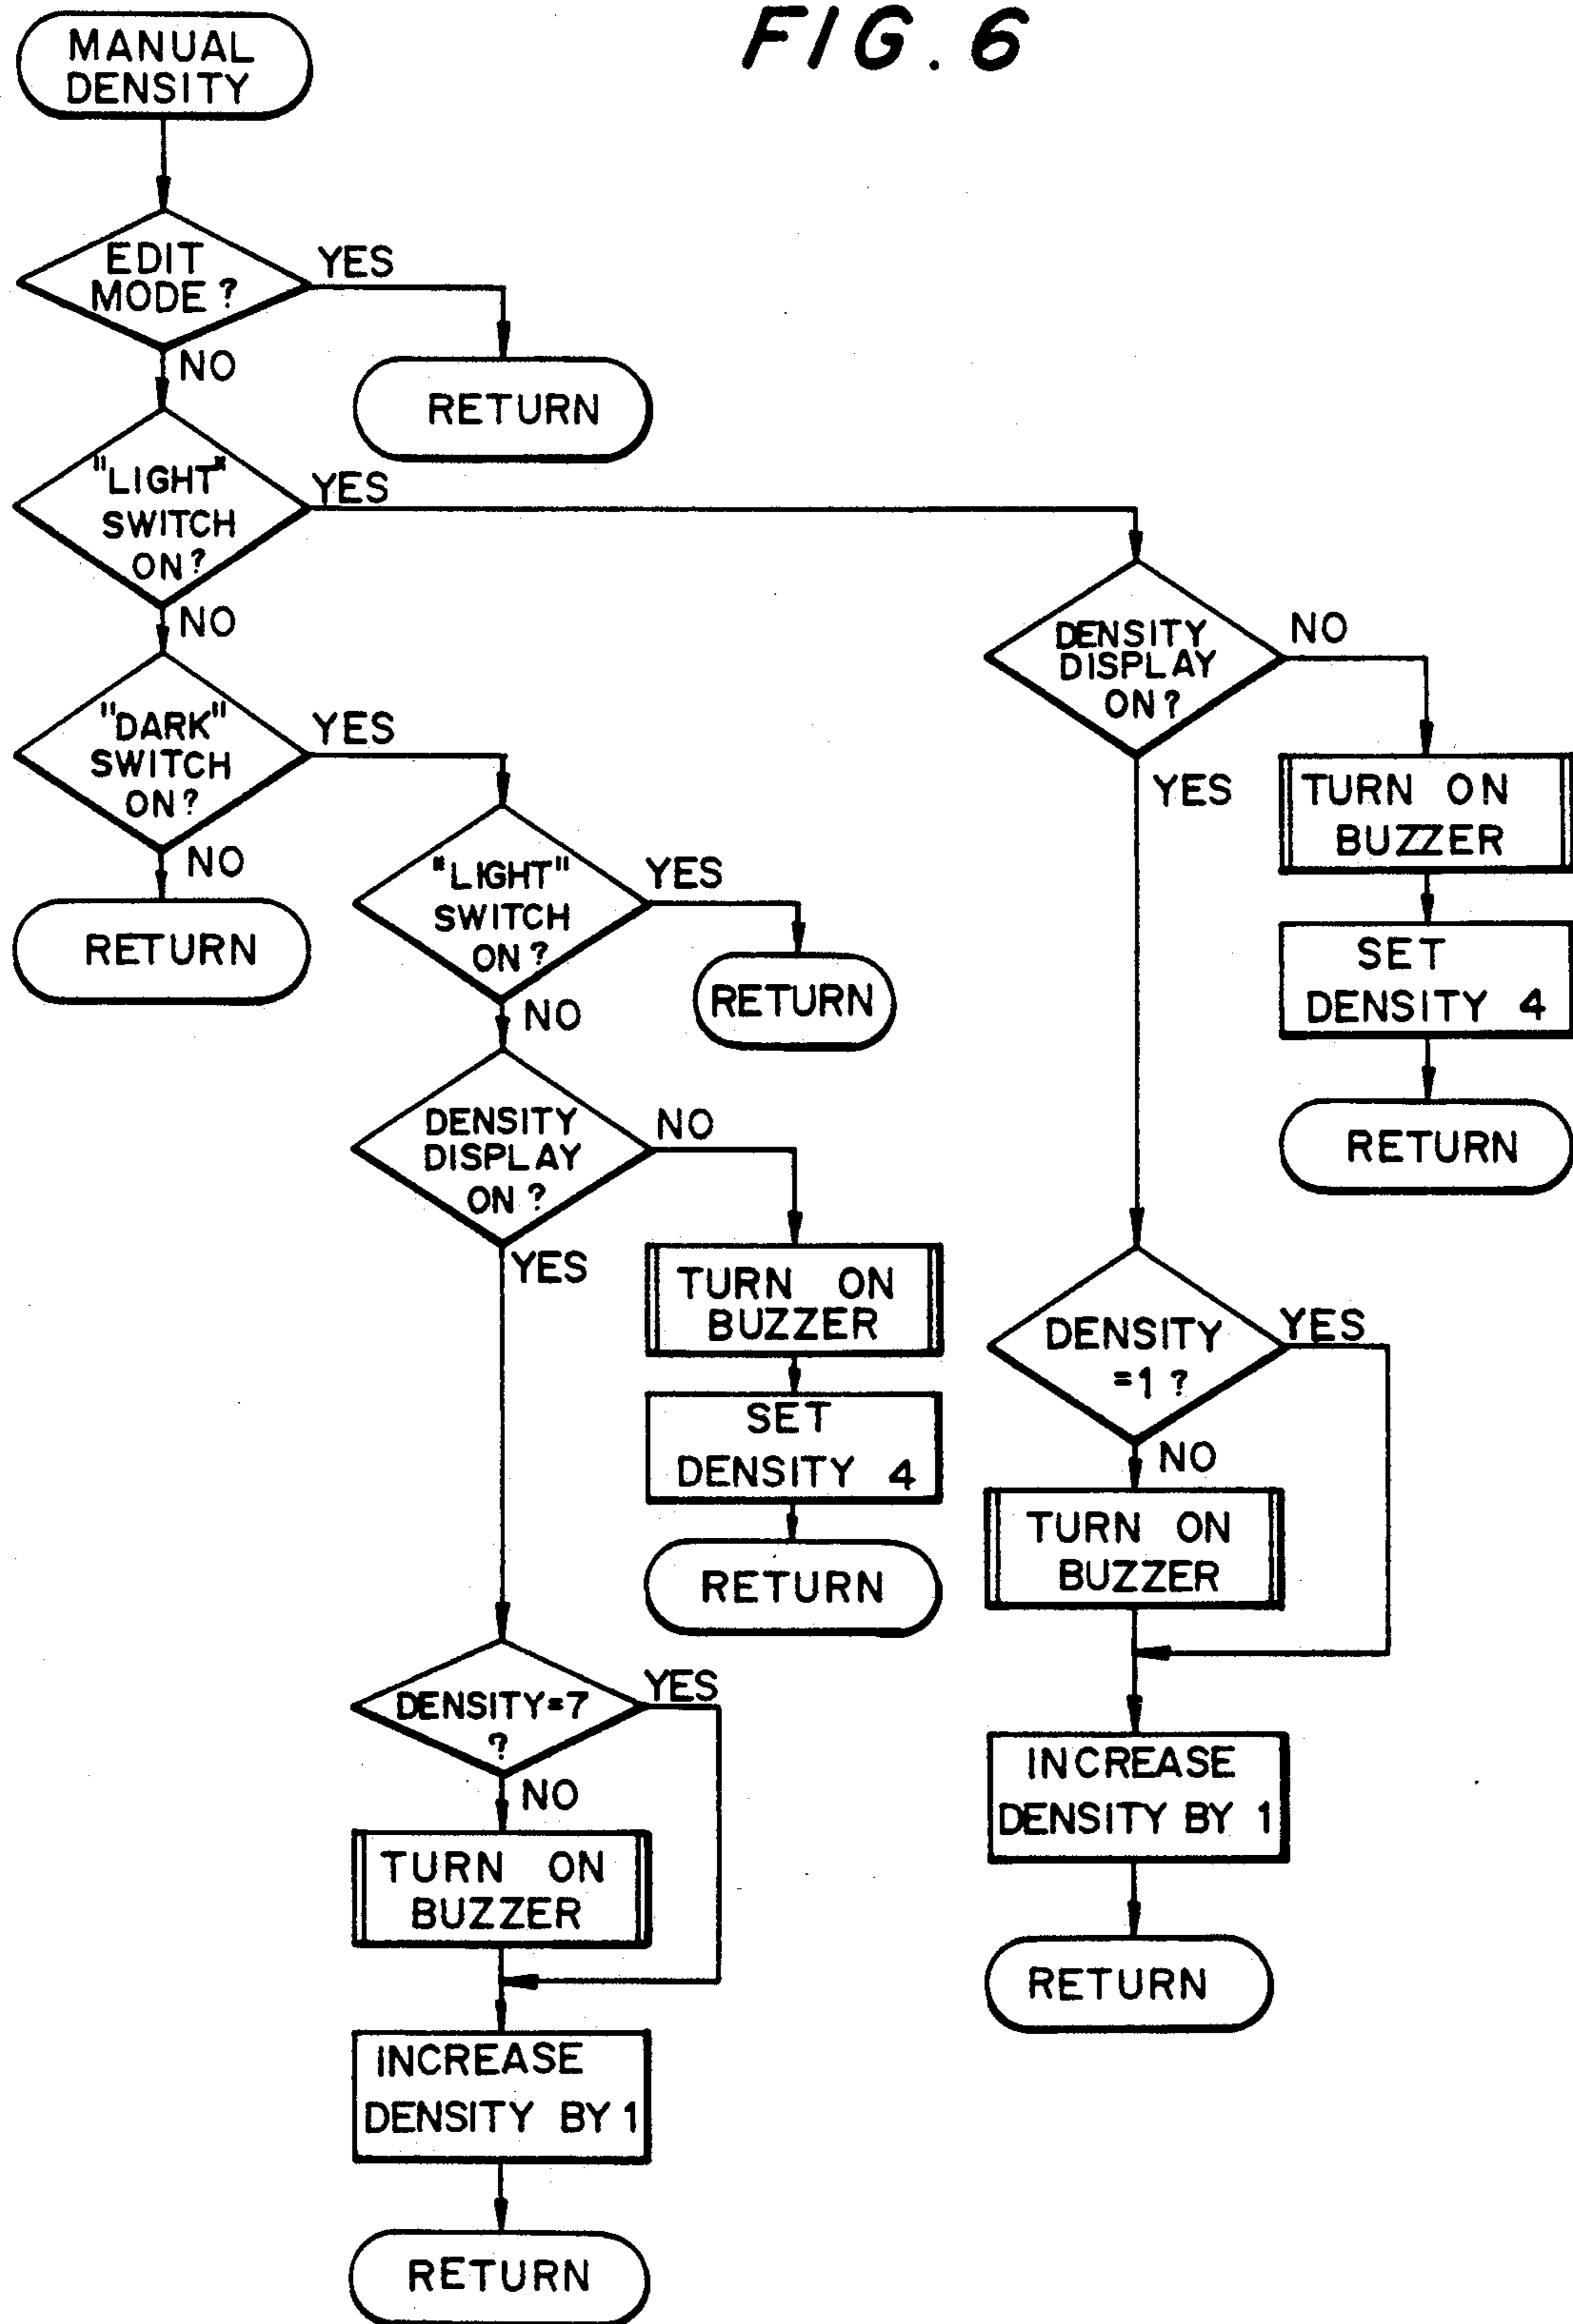 FIG. 6
MANUAL
DENSITY
EDIT
MODE ?
YES
NO
RETURN
"LIGHT"
SWITCH
ON?
YES
NO
"DARK"
SWITCH
ON?
YES
NO
RETURN
"LIGHT"
SWITCH
ON ?
YES
RETURN
NO
DENSITY
DISPLAY
ON ?
NO
YES
TURN ON
BUZZER
SET
DENSITY 4
RETURN
DENSITY=7
?
YES
NO
TURN ON
BUZZER
INCREASE
DENSITY BY 1
RETURN
DENSITY
DISPLAY
ON?
NO
YES
TURN ON
BUZZER
SET
DENSITY 4
RETURN
DENSITY
=1 ?
YES
NO
TURN ON
BUZZER
INCREASE
DENSITY BY 1
RETURN